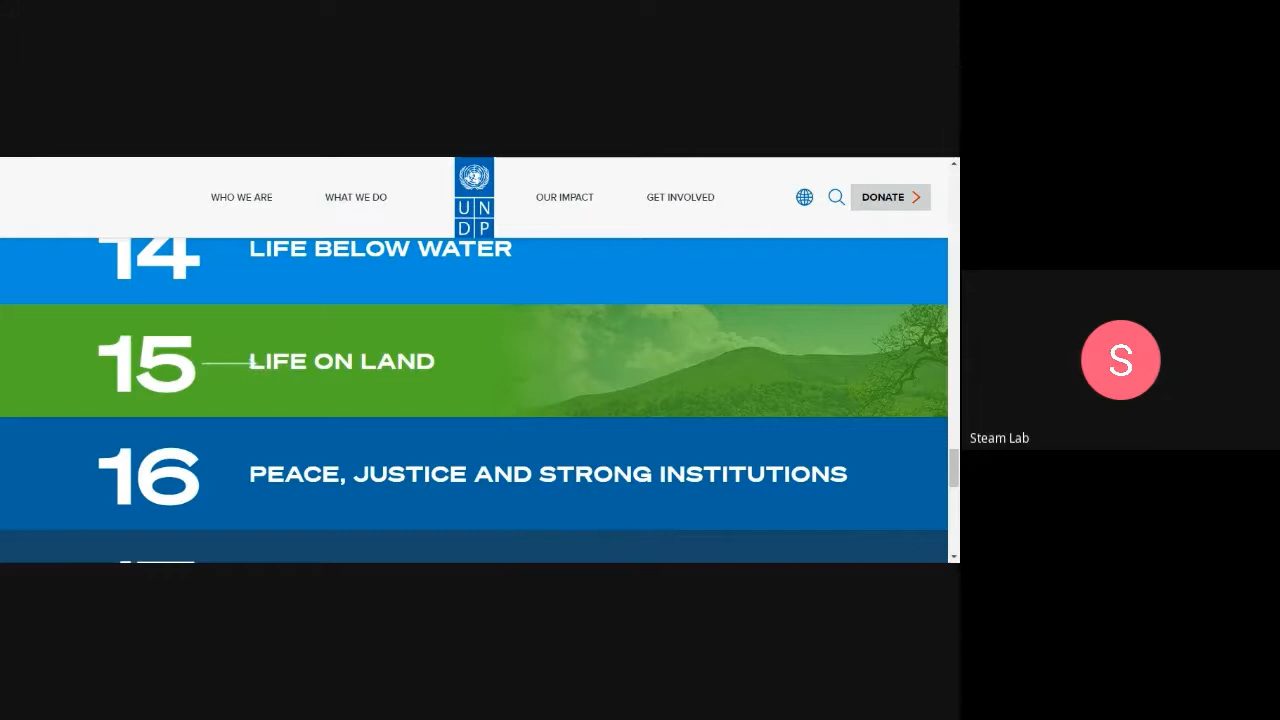 WHO WE ARE
WHAT WE DO
U N
D P
OUR IMPACT
GET INVOLVED
DONATE
14
LIFE BELOW WATER
15
LIFE ON LAND
16
PEACE, JUSTICE AND STRONG INSTITUTIONS
S
Steam Lab